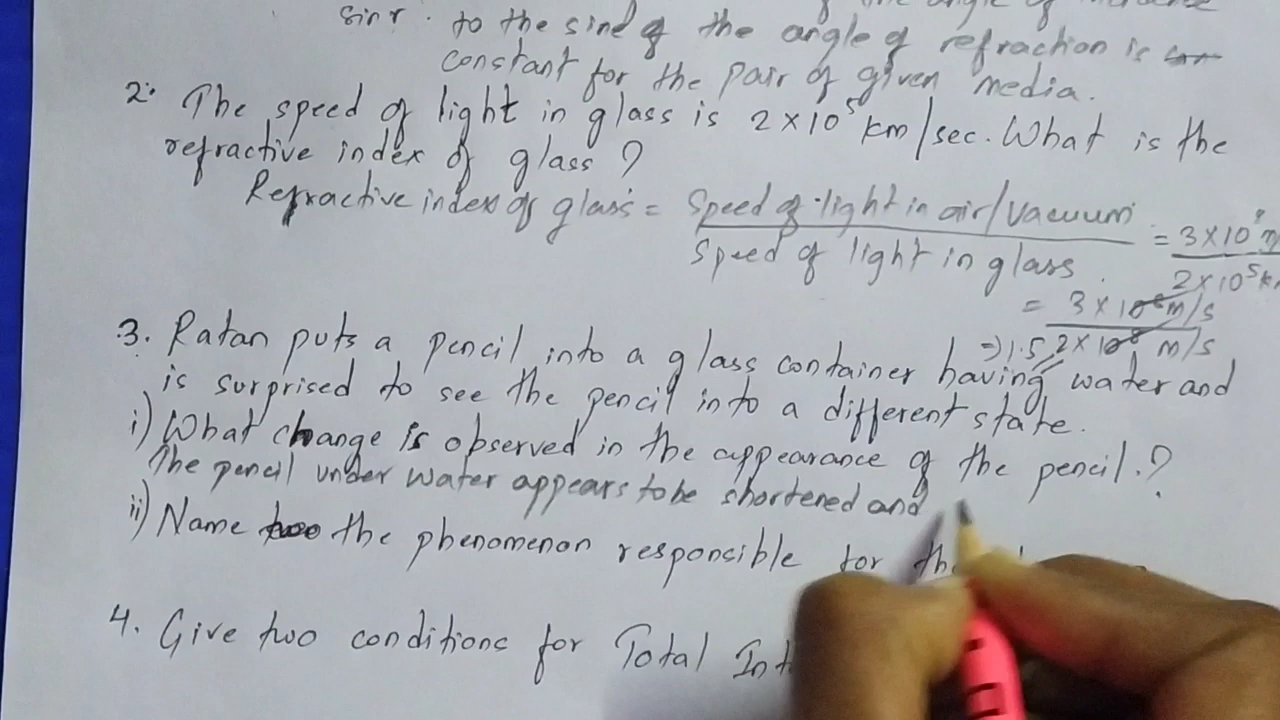 the angle of
sinr. to the sine of the angle of refraction is
constant for the pair of given media.
2. The speed of light in glass is 2×10⁵ km/sec. What is the
refractive index of glass?
Refractive index of glass = Speed of light in air/vacuum = 3×10⁸ m
Speed of light in glass. 2×10⁵ k
= 3×10⁸ m/s
⇒ 1.5 2×10⁸ m/s
3. Ratan puts a pencil into a glass container having water and
is surprised to see the pencil into a different state.
i) What change is observed in the appearance of the pencil.?
The pencil under water appears to be shortened and
ii) Name the phenomenon responsible for
4. Give two conditions for Total Int